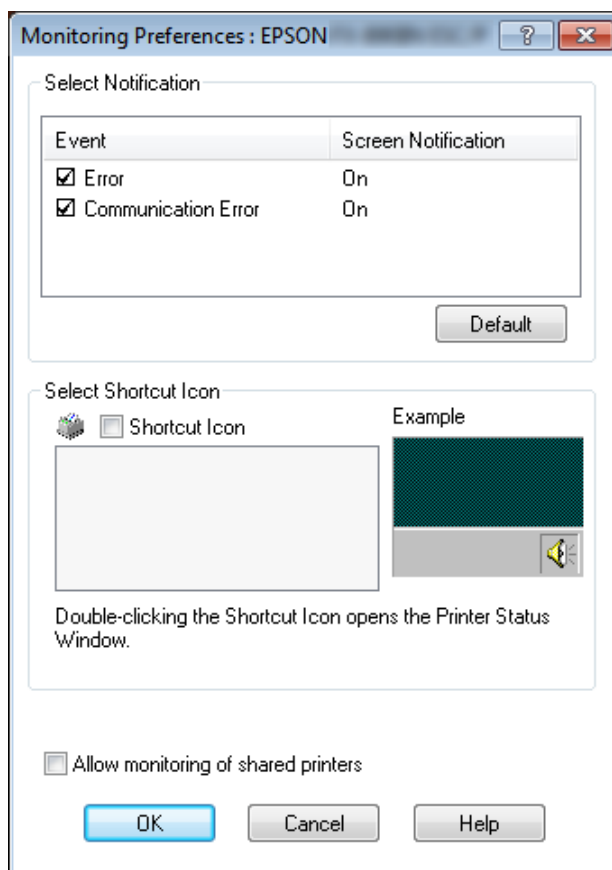 Monitoring Preferences : EPSON
Select Notification
Event Screen Notification
Error On
Communication Error On
Default
Select Shortcut Icon
Shortcut Icon
Example
Double-clicking the Shortcut Icon opens the Printer Status
Window.
Allow monitoring of shared printers
OK Cancel Help